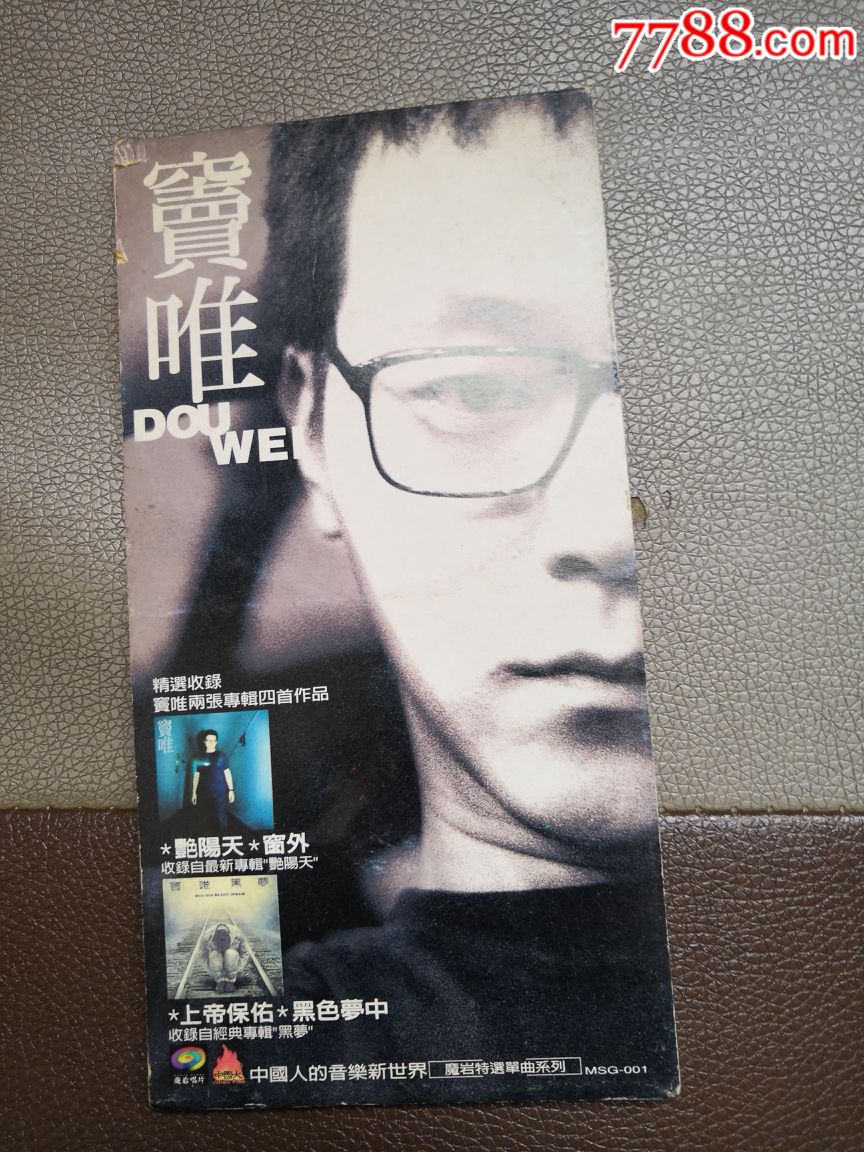 7788.com
竇唯
DOU
WEI
精選收錄
竇唯兩張專輯四首作品
竇唯
*艷陽天*窗外
收錄自最新專輯"艷陽天"
竇唯黑夢
DOU WEI BLACK DREAM
*上帝保佑*黑色夢中
收錄自經典專輯"黑夢"
魔岩唱片
中國火
中國人的音樂新世界
魔岩特選單曲系列
MSG-001